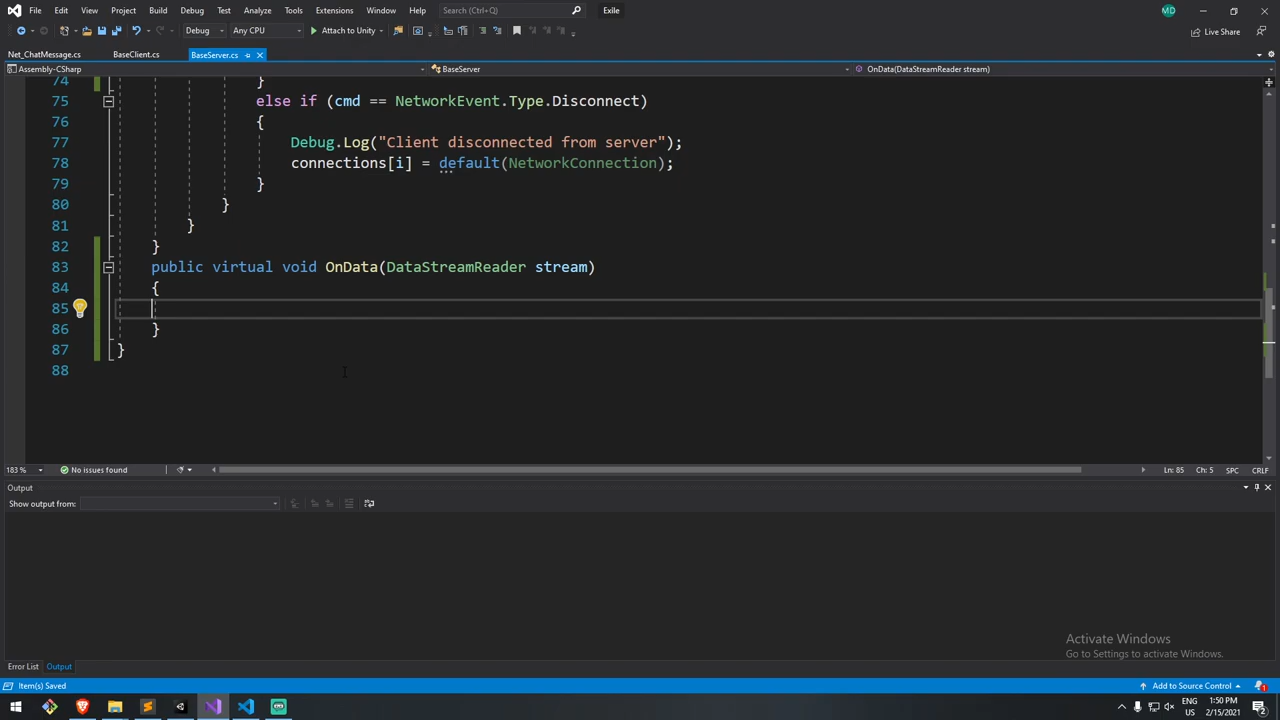 File Edit View Git Project Build Debug Test Analyze Tools Extensions Window Help Search (Ctrl+Q) Exile MD
Debug Any CPU Attach to Unity Live Share
Net_ChatMessage.cs BaseClient.cs BaseServer.cs
Assembly-CSharp BaseServer OnData(DataStreamReader stream)
74 }
75 else if (cmd == NetworkEvent.Type.Disconnect)
76 {
77 Debug.Log("Client disconnected from server");
78 connections[i] = default(NetworkConnection);
79 }
80 }
81 }
82 }
83 public virtual void OnData(DataStreamReader stream)
84 {
85
86 }
87 }
88
183 % No issues found Ln: 85 Ch: 5 SPC CRLF
Output
Show output from:
Activate Windows
Go to Settings to activate Windows.
Error List Output
Item(s) Saved Add to Source Control 1
ENG 1:50 PM
US 2/15/2021 2